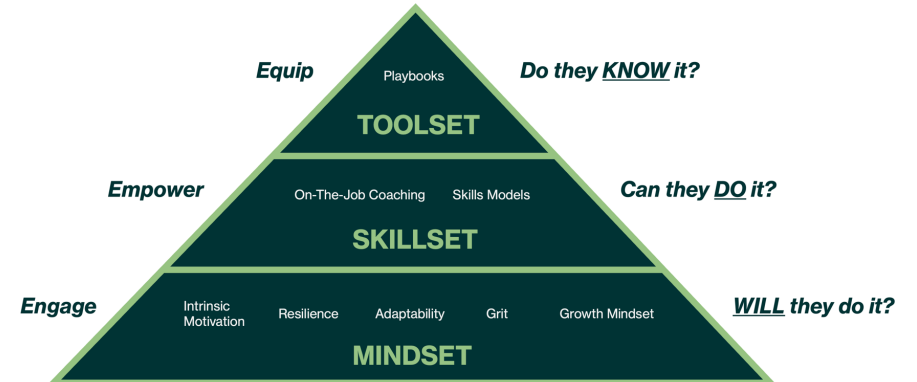 Equip
Playbooks
Do they KNOW it?
TOOLSET
Empower
On-The-Job Coaching
Skills Models
Can they DO it?
SKILLSET
Engage
Intrinsic
Motivation
Resilience
Adaptability
Grit
Growth Mindset
WILL they do it?
MINDSET